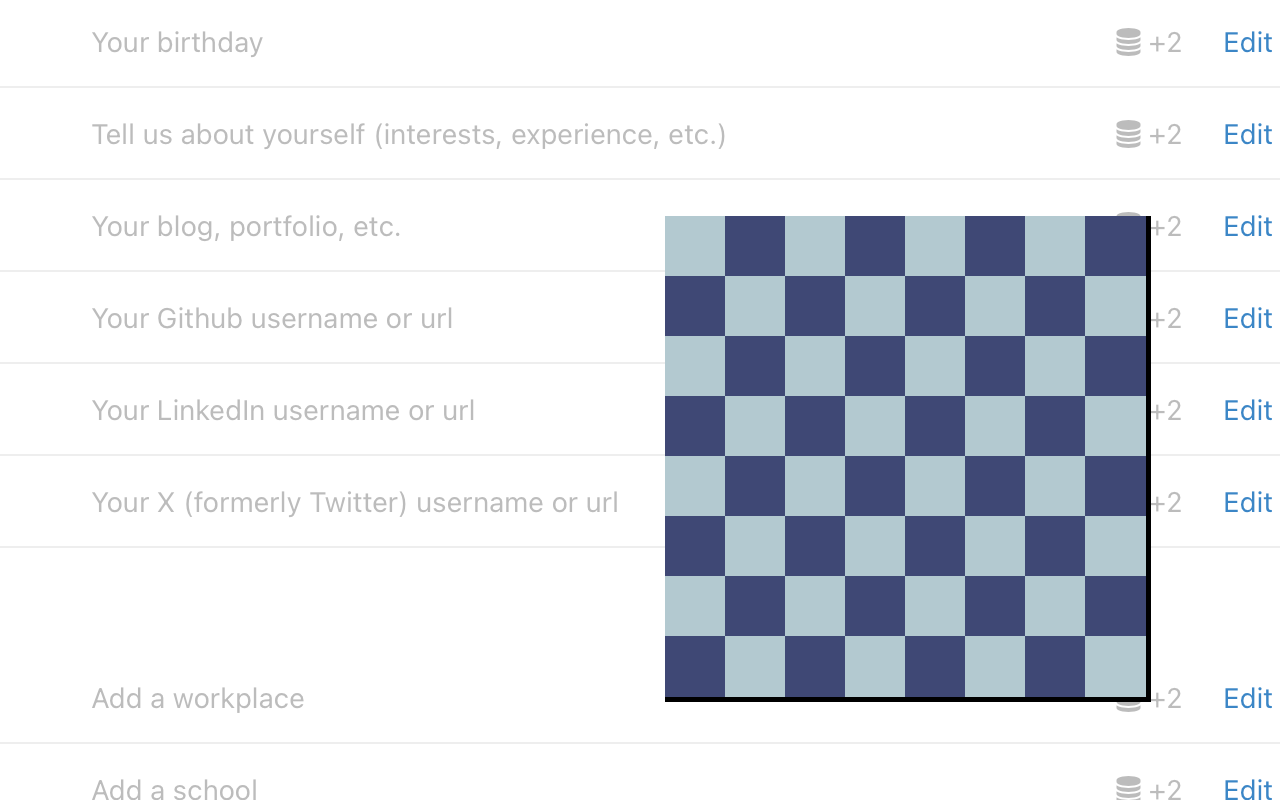 Your birthday +2 Edit
Tell us about yourself (interests, experience, etc.) +2 Edit
Your blog, portfolio, etc. +2 Edit
Your Github username or url +2 Edit
Your LinkedIn username or url +2 Edit
Your X (formerly Twitter) username or url +2 Edit
Add a workplace +2 Edit
Add a school +2 Edit